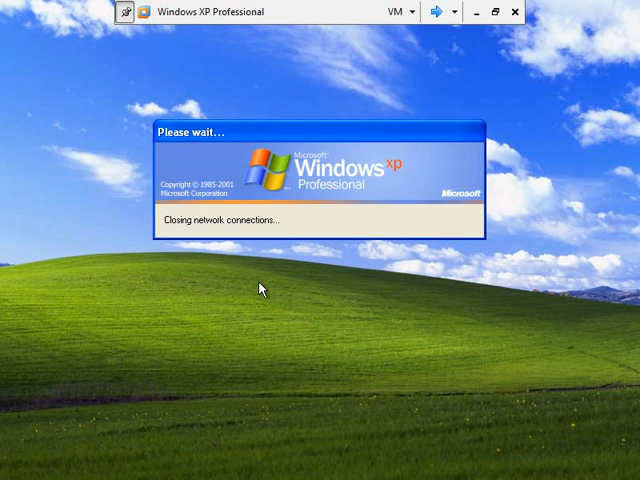 Windows XP Professional
VM
Please wait...
Microsoft®
Windows xp
Professional
Copyright © 1985-2001
Microsoft Corporation
Microsoft
Closing network connections...